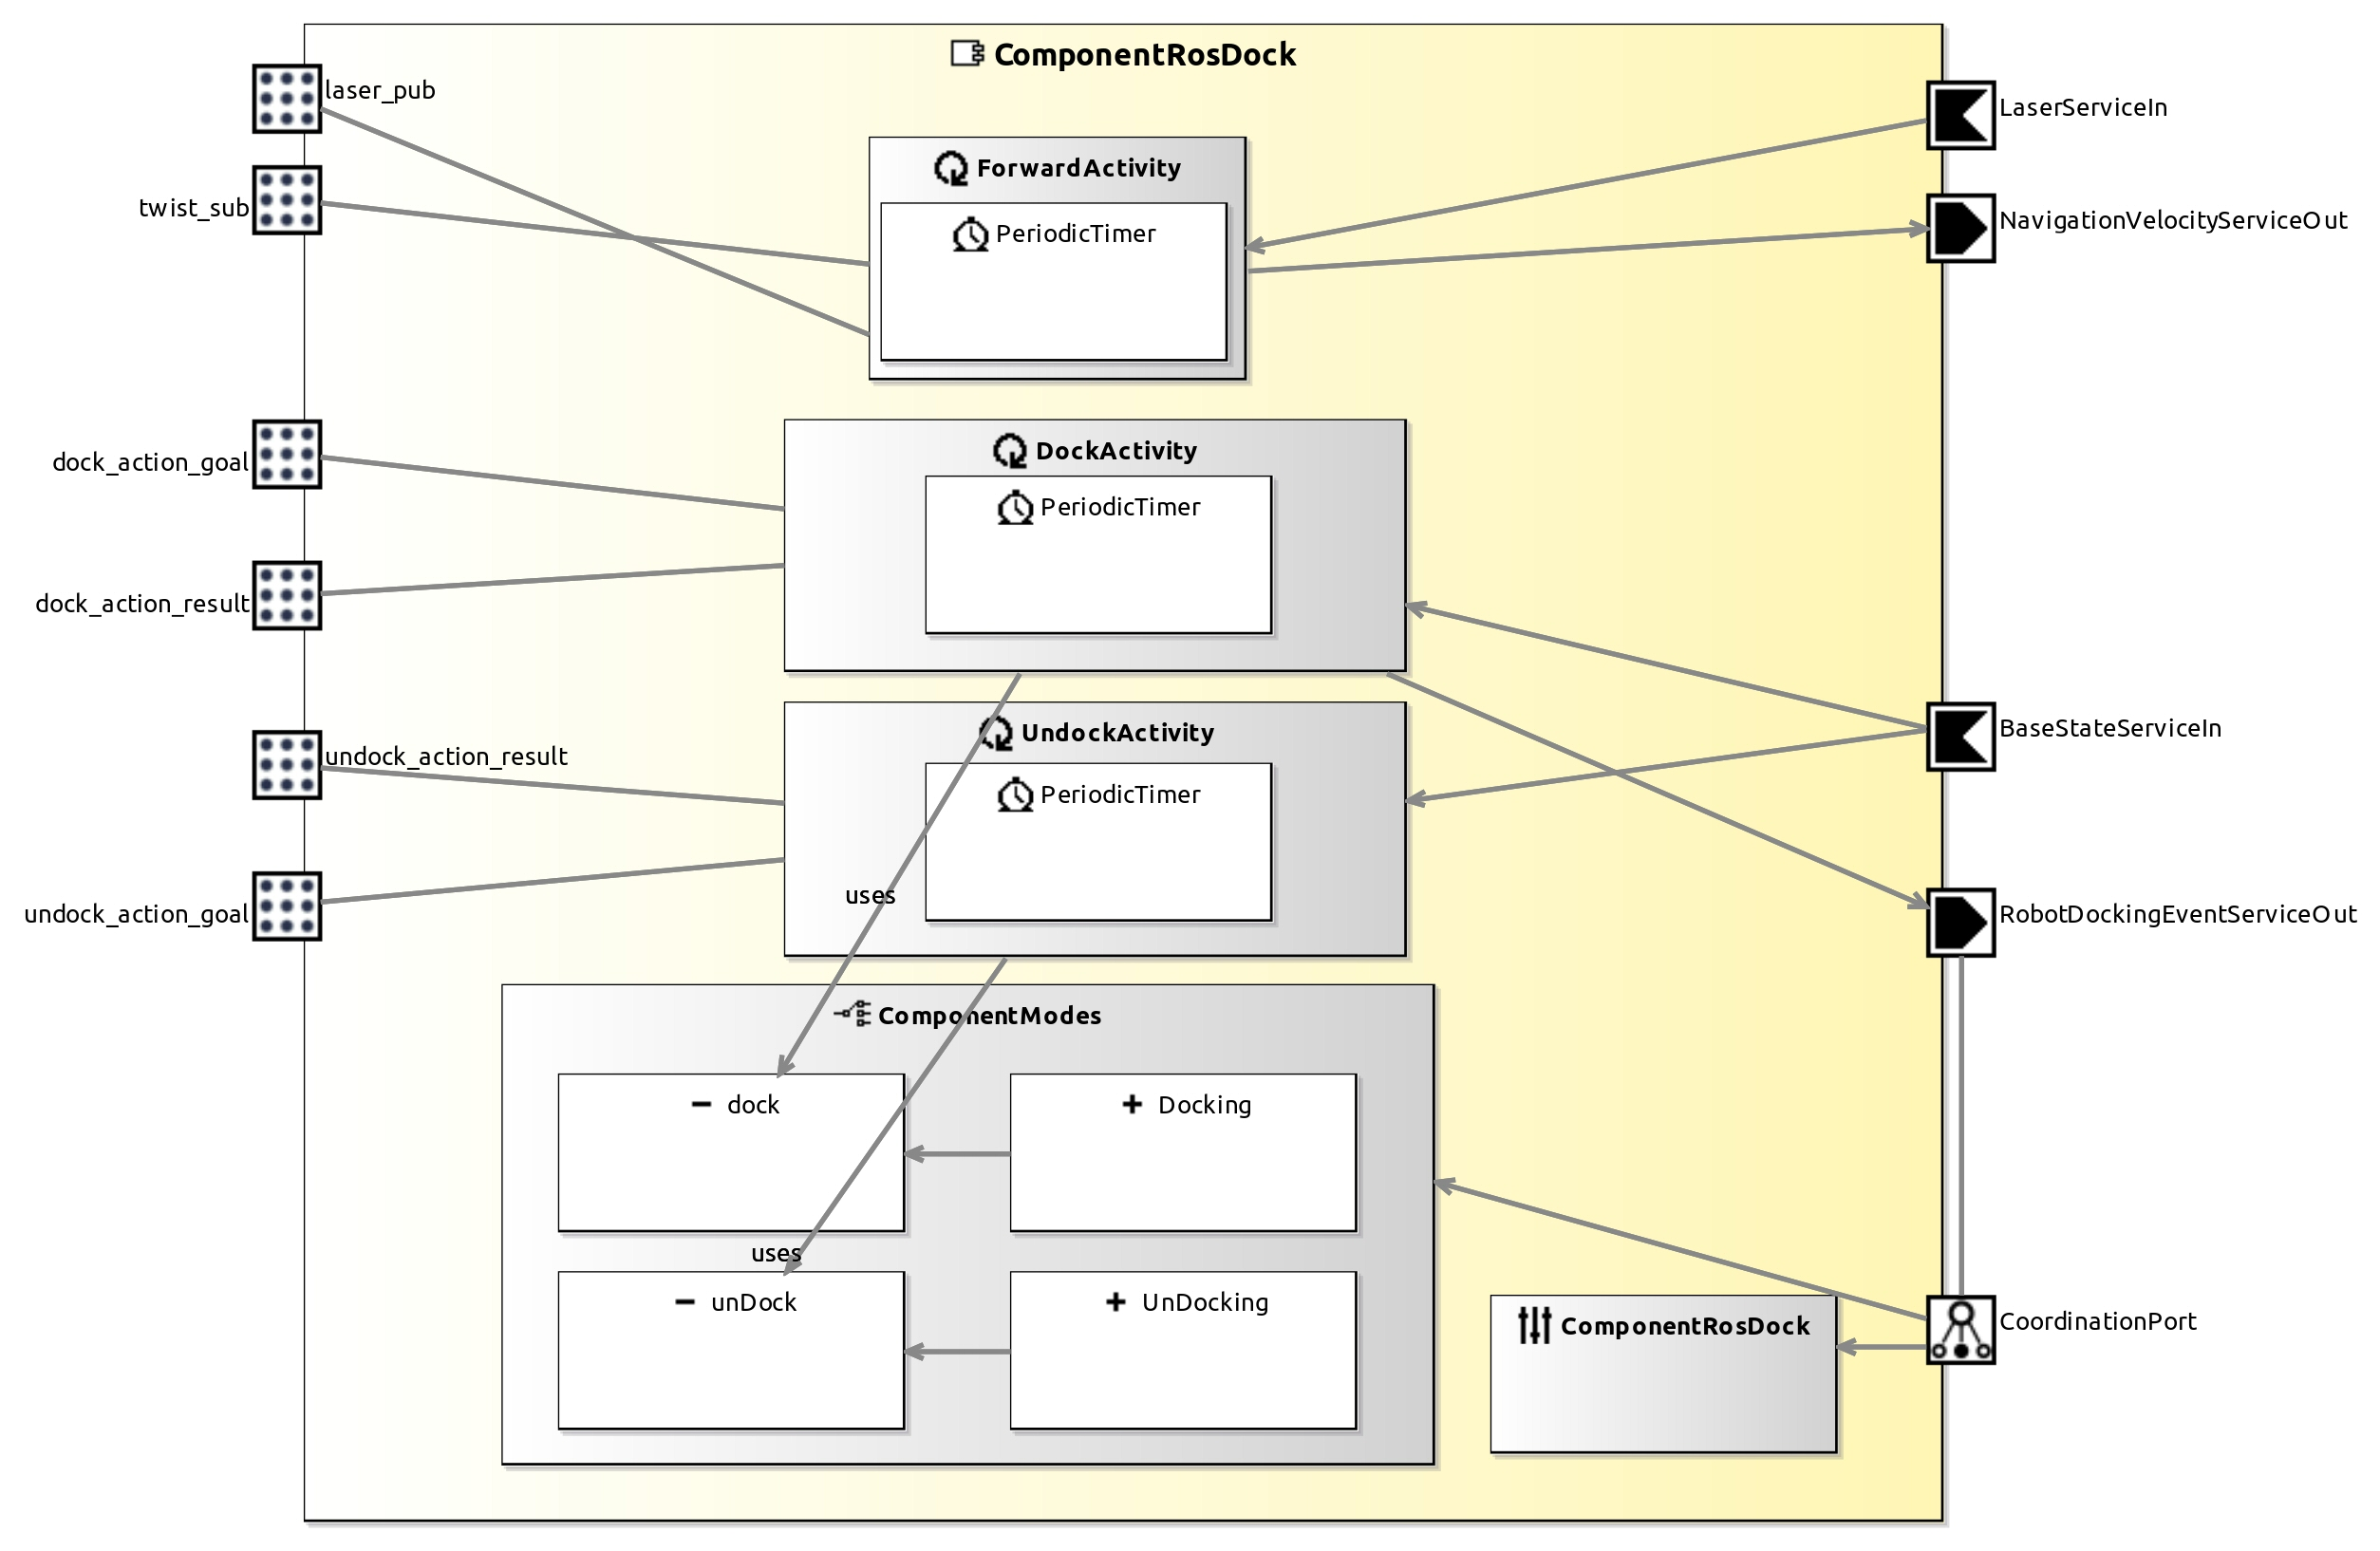 ComponentRosDock
laser_pub
LaserServiceIn
ForwardActivity
twist_sub
NavigationVelocityServiceOut
PeriodicTimer
DockActivity
dock_action_goal
PeriodicTimer
dock_action_result
UndockActivity
BaseStateServiceIn
undock_action_result
PeriodicTimer
uses
undock_action_goal
RobotDockingEventServiceOut
ComponentModes
dock
Docking
uses
unDock
UnDocking
ComponentRosDock
CoordinationPort